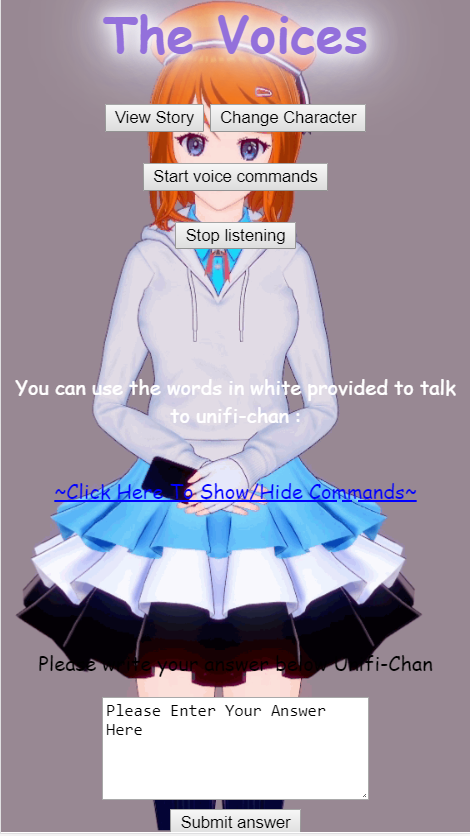 The Voices
View Story Change Character
Start voice commands
Stop listening
You can use the words in white provided to talk
to unifi-chan :
~Click Here To Show/Hide Commands~
Please write your answer below Unifi-Chan
Please Enter Your Answer
Here
Submit answer